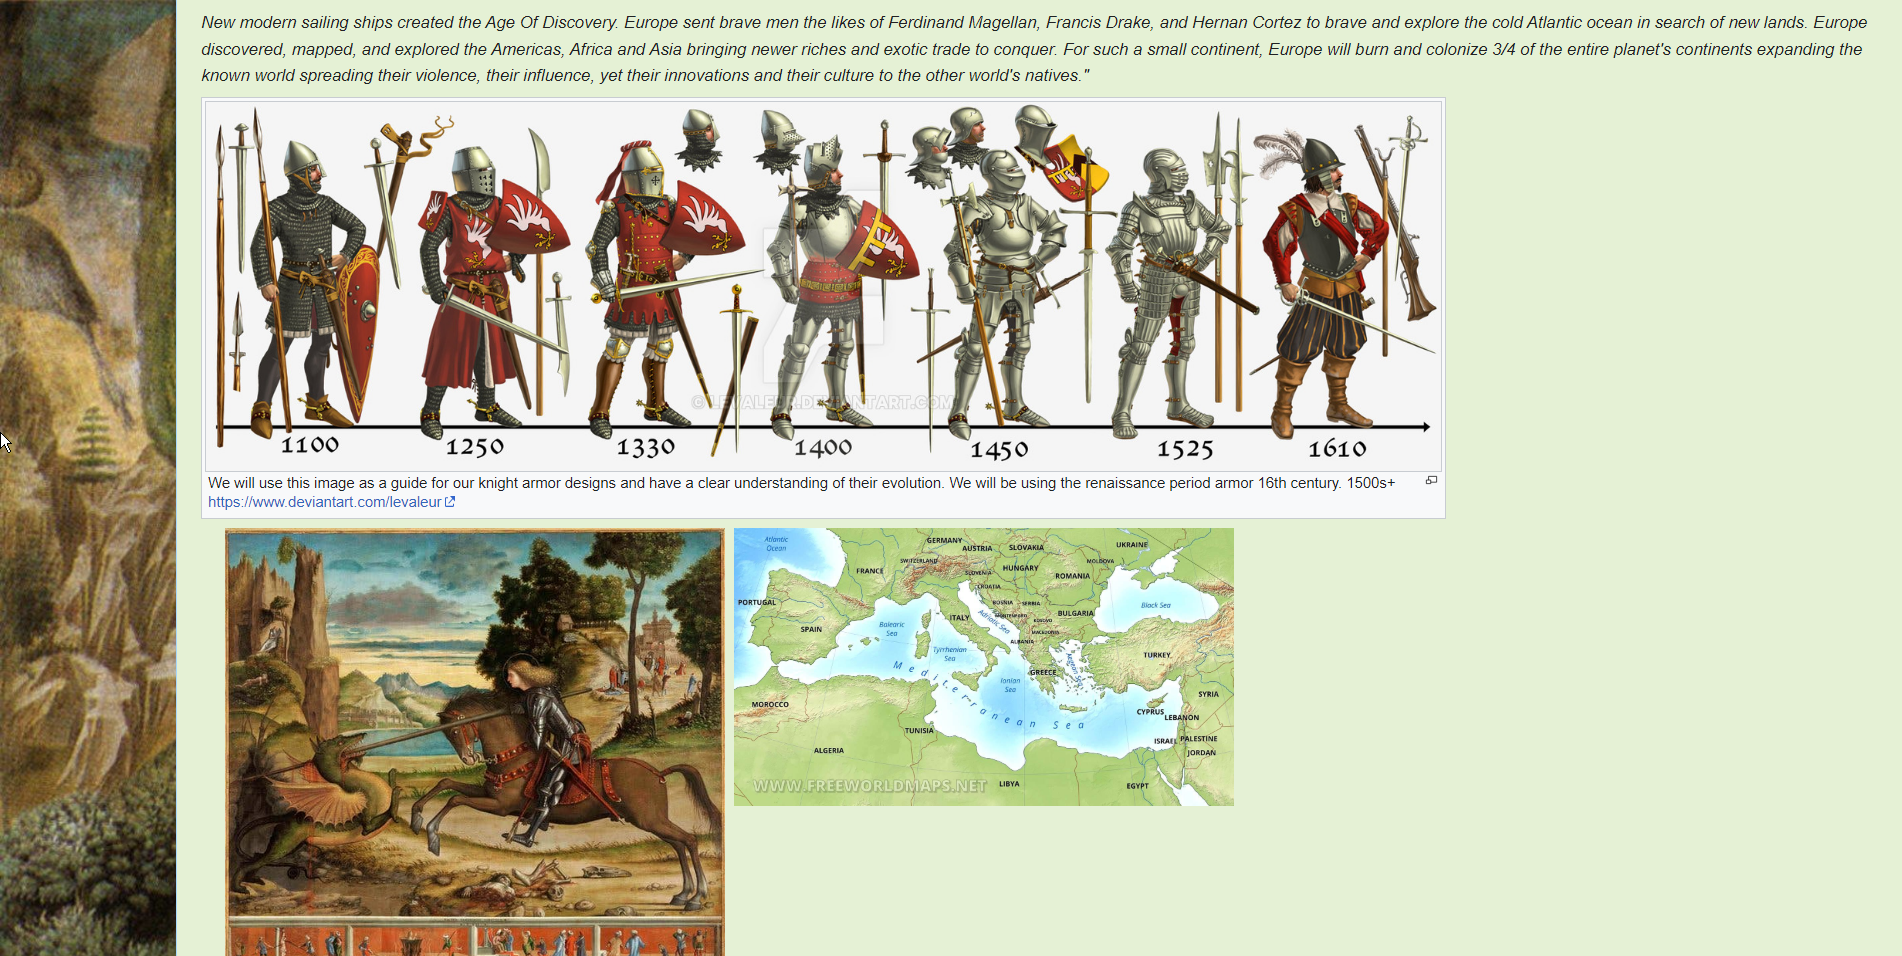 New modern sailing ships created the Age Of Discovery. Europe sent brave men the likes of Ferdinand Magellan, Francis Drake, and Hernan Cortez to brave and explore the cold Atlantic ocean in search of new lands. Europe
discovered, mapped, and explored the Americas, Africa and Asia bringing newer riches and exotic trade to conquer. For such a small continent, Europe will burn and colonize 3/4 of the entire planet's continents expanding the
known world spreading their violence, their influence, yet their innovations and their culture to the other world's natives."
© LEVALEUR.DEVIANTART.COM
1100 1250 1330 1400 1450 1525 1610
We will use this image as a guide for our knight armor designs and have a clear understanding of their evolution. We will be using the renaissance period armor 16th century. 1500s+
https://www.deviantart.com/levaleur
Atlantic
Ocean
GERMANY
AUSTRIA
SLOVAKIA
UKRAINE
SWITZERLAND
FRANCE
SLOVENIA
HUNGARY
MOLDOVA
ROMANIA
CROATIA
PORTUGAL
SPAIN
BOSNIA
SERBIA
Black Sea
Balearic
Sea
ITALY
Adriatic Sea
MONTENEGRO
KOSOVO
BULGARIA
MACEDONIA
ALBANIA
Tyrrhenian
Sea
Aegean Sea
TURKEY
GREECE
Ionian
Sea
Mediterranean Sea
SYRIA
MOROCCO
CYPRUS
LEBANON
TUNISIA
ISRAEL
PALESTINE
ALGERIA
JORDAN
WWW.FREEWORLDMAPS.NET
LIBYA
EGYPT